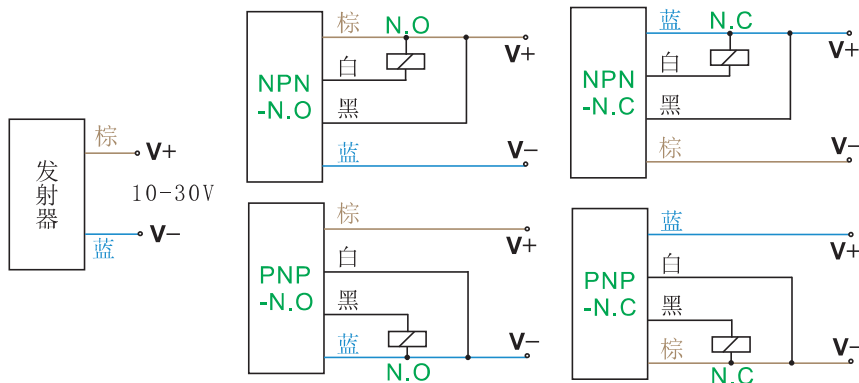 发射器
棕
V+
10-30V
蓝
V-
NPN
-N.O
棕
N.O
V+
白
黑
蓝
V-
NPN
-N.C
蓝
N.C
V+
白
黑
棕
V-
PNP
-N.O
棕
V+
白
黑
蓝
V-
N.O
PNP
-N.C
蓝
V+
白
黑
棕
V-
N.C